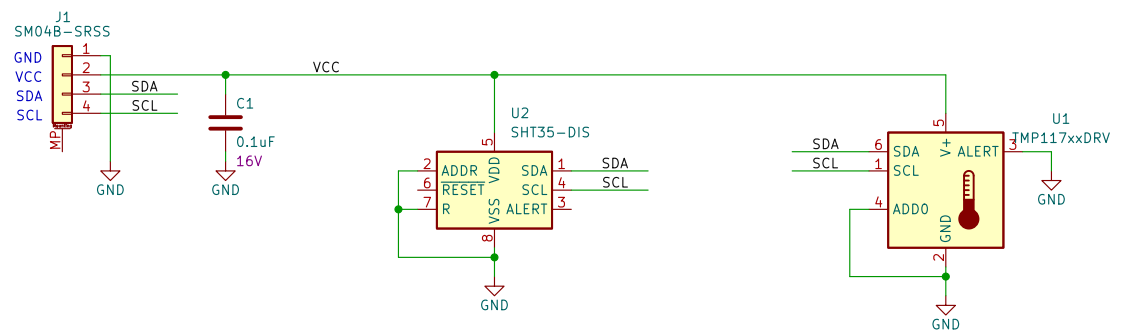 J1
SM04B-SRSS
GND 1
VCC 2
SDA 3
SCL 4
SDA
SCL
MP
GND
VCC
C1
0.1uF
16V
GND
U2
SHT35-DIS
5
2 ADDR
6 RESET
7 R
VDD
VSS
SDA 1
SCL 4
ALERT 3
SDA
SCL
8
GND
U1
TMP117xxDRV
5
SDA
SCL
6 SDA
1 SCL
4 ADD0
V+
ALERT 3
GND
2
GND
GND